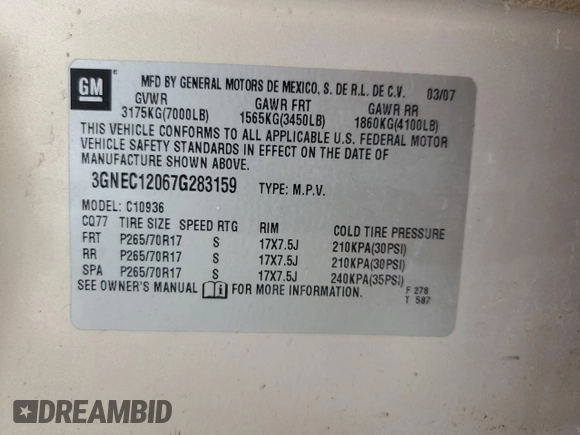 GM ®
MFD BY GENERAL MOTORS DE MEXICO, S. DE R.L. DE C.V. 03/07
GVWR GAWR FRT GAWR RR
3175KG(7000LB) 1565KG(3450LB) 1860KG(4100LB)
THIS VEHICLE CONFORMS TO ALL APPLICABLE U.S. FEDERAL MOTOR
VEHICLE SAFETY STANDARDS IN EFFECT ON THE DATE OF
MANUFACTURE SHOWN ABOVE.
3GNEC12067G283159 TYPE: M.P.V.
MODEL: C10936
CQ77 TIRE SIZE SPEED RTG RIM COLD TIRE PRESSURE
FRT P265/70R17 S 17X7.5J 210KPA(30PSI)
RR P265/70R17 S 17X7.5J 210KPA(30PSI)
SPA P265/70R17 S 17X7.5J 240KPA(35PSI)
SEE OWNER'S MANUAL FOR MORE INFORMATION. F 278
T 587
DREAMBID